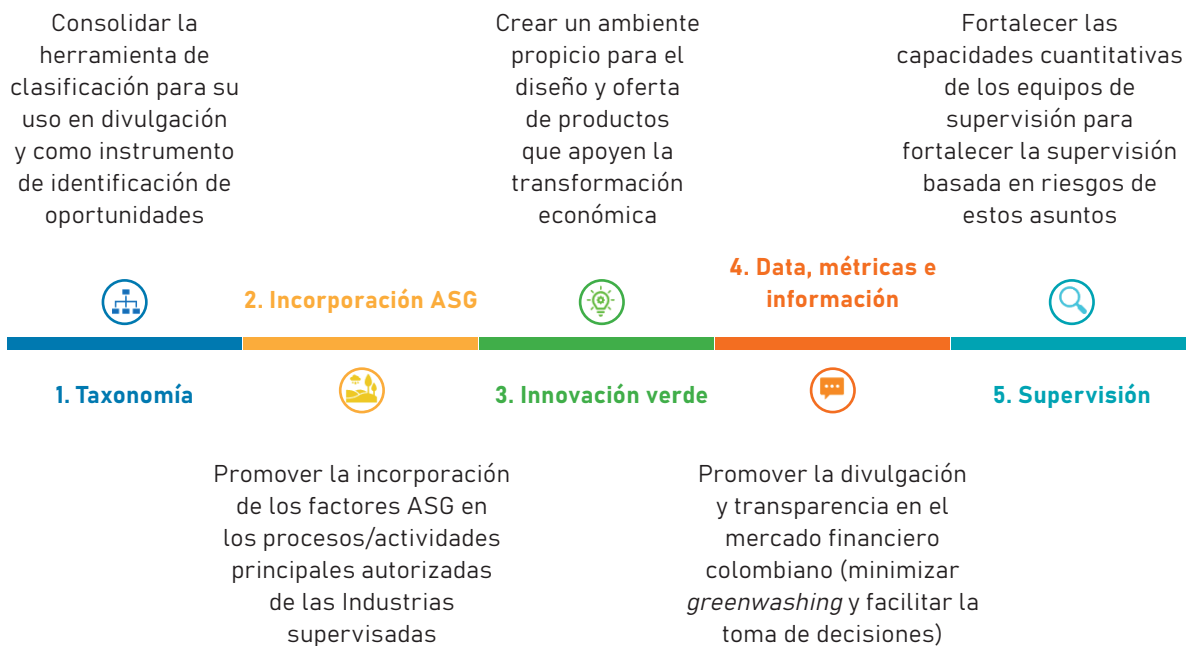 Consolidar la
herramienta de
clasificación para su
uso en divulgación
y como instrumento
de identificación de
oportunidades
1. Taxonomía
2. Incorporación ASG
Promover la incorporación
de los factores ASG en
los procesos/actividades
principales autorizadas
de las Industrias
supervisadas
Crear un ambiente
propicio para el
diseño y oferta
de productos
que apoyen la
transformación
económica
3. Innovación verde
4. Data, métricas e
información
Promover la divulgación
y transparencia en el
mercado financiero
colombiano (minimizar
greenwashing y facilitar la
toma de decisiones)
Fortalecer las
capacidades cuantitativas
de los equipos de
supervisión para
fortalecer la supervisión
basada en riesgos de
estos asuntos
5. Supervisión